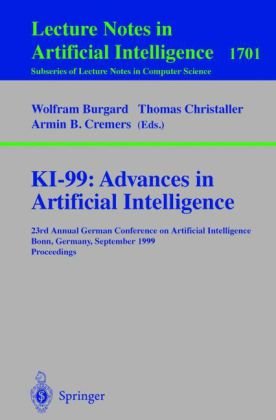 Lecture Notes in
Artificial Intelligence 1701
Subseries of Lecture Notes in Computer Science
Wolfram Burgard Thomas Christaller
Armin B. Cremers (Eds.)
KI-99: Advances in
Artificial Intelligence
23rd Annual German Conference on Artificial Intelligence
Bonn, Germany, September 1999
Proceedings
Springer